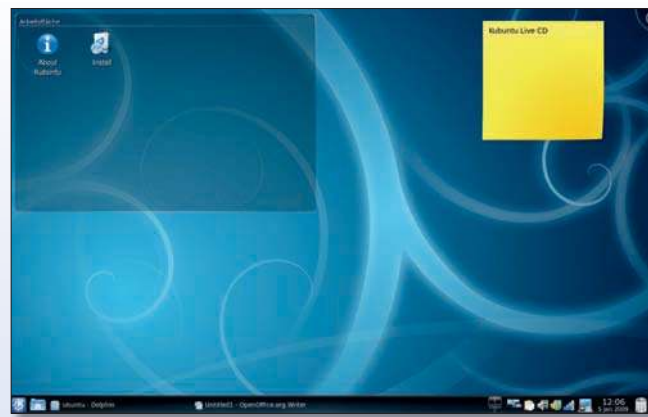 Arbeitsfläche
About
Kubuntu
Install
Kubuntu Live CD
ubuntu - Dolphin
Untitled1 - OpenOffice.org Writer
12:06
5 Jan 2009